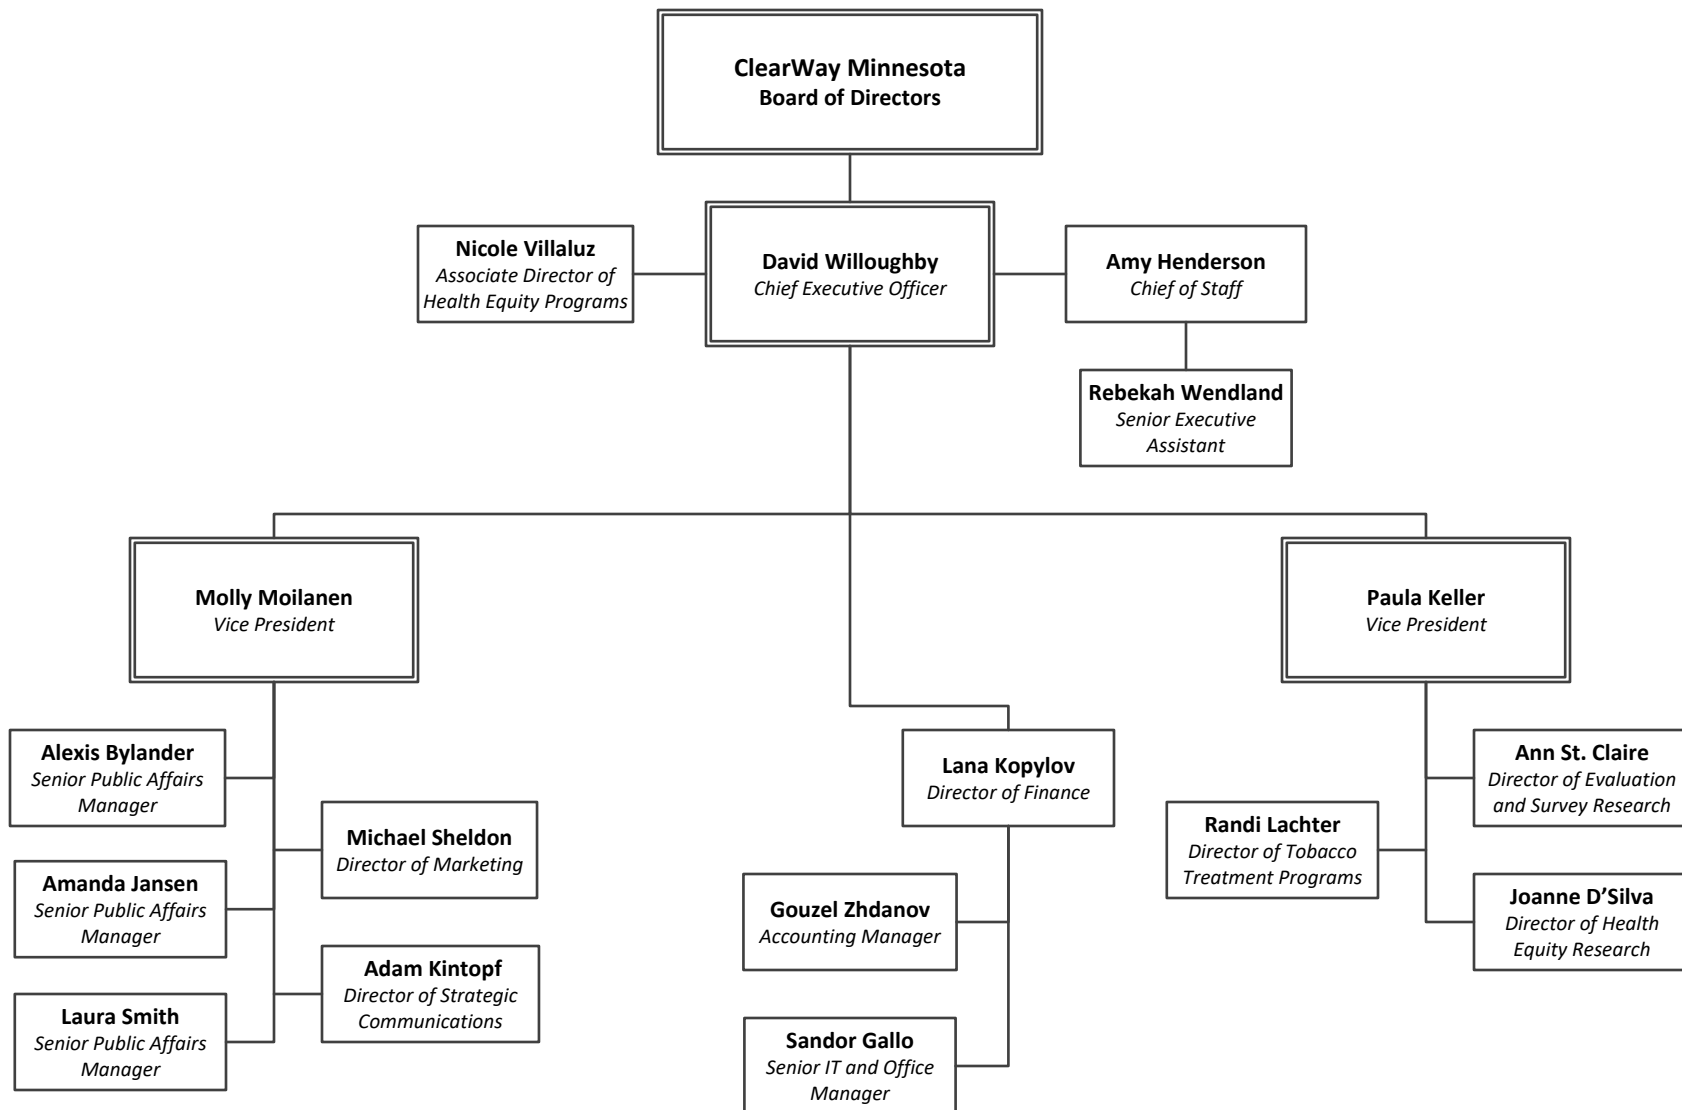 ClearWay Minnesota
Board of Directors
Nicole Villaluz
Associate Director of
Health Equity Programs
David Willoughby
Chief Executive Officer
Amy Henderson
Chief of Staff
Rebekah Wendland
Senior Executive
Assistant
Molly Moilanen
Vice President
Paula Keller
Vice President
Alexis Bylander
Senior Public Affairs
Manager
Michael Sheldon
Director of Marketing
Amanda Jansen
Senior Public Affairs
Manager
Adam Kintopf
Director of Strategic
Communications
Laura Smith
Senior Public Affairs
Manager
Lana Kopylov
Director of Finance
Gouzel Zhdanov
Accounting Manager
Sandor Gallo
Senior IT and Office
Manager
Ann St. Claire
Director of Evaluation
and Survey Research
Randi Lachter
Director of Tobacco
Treatment Programs
Joanne D’Silva
Director of Health
Equity Research